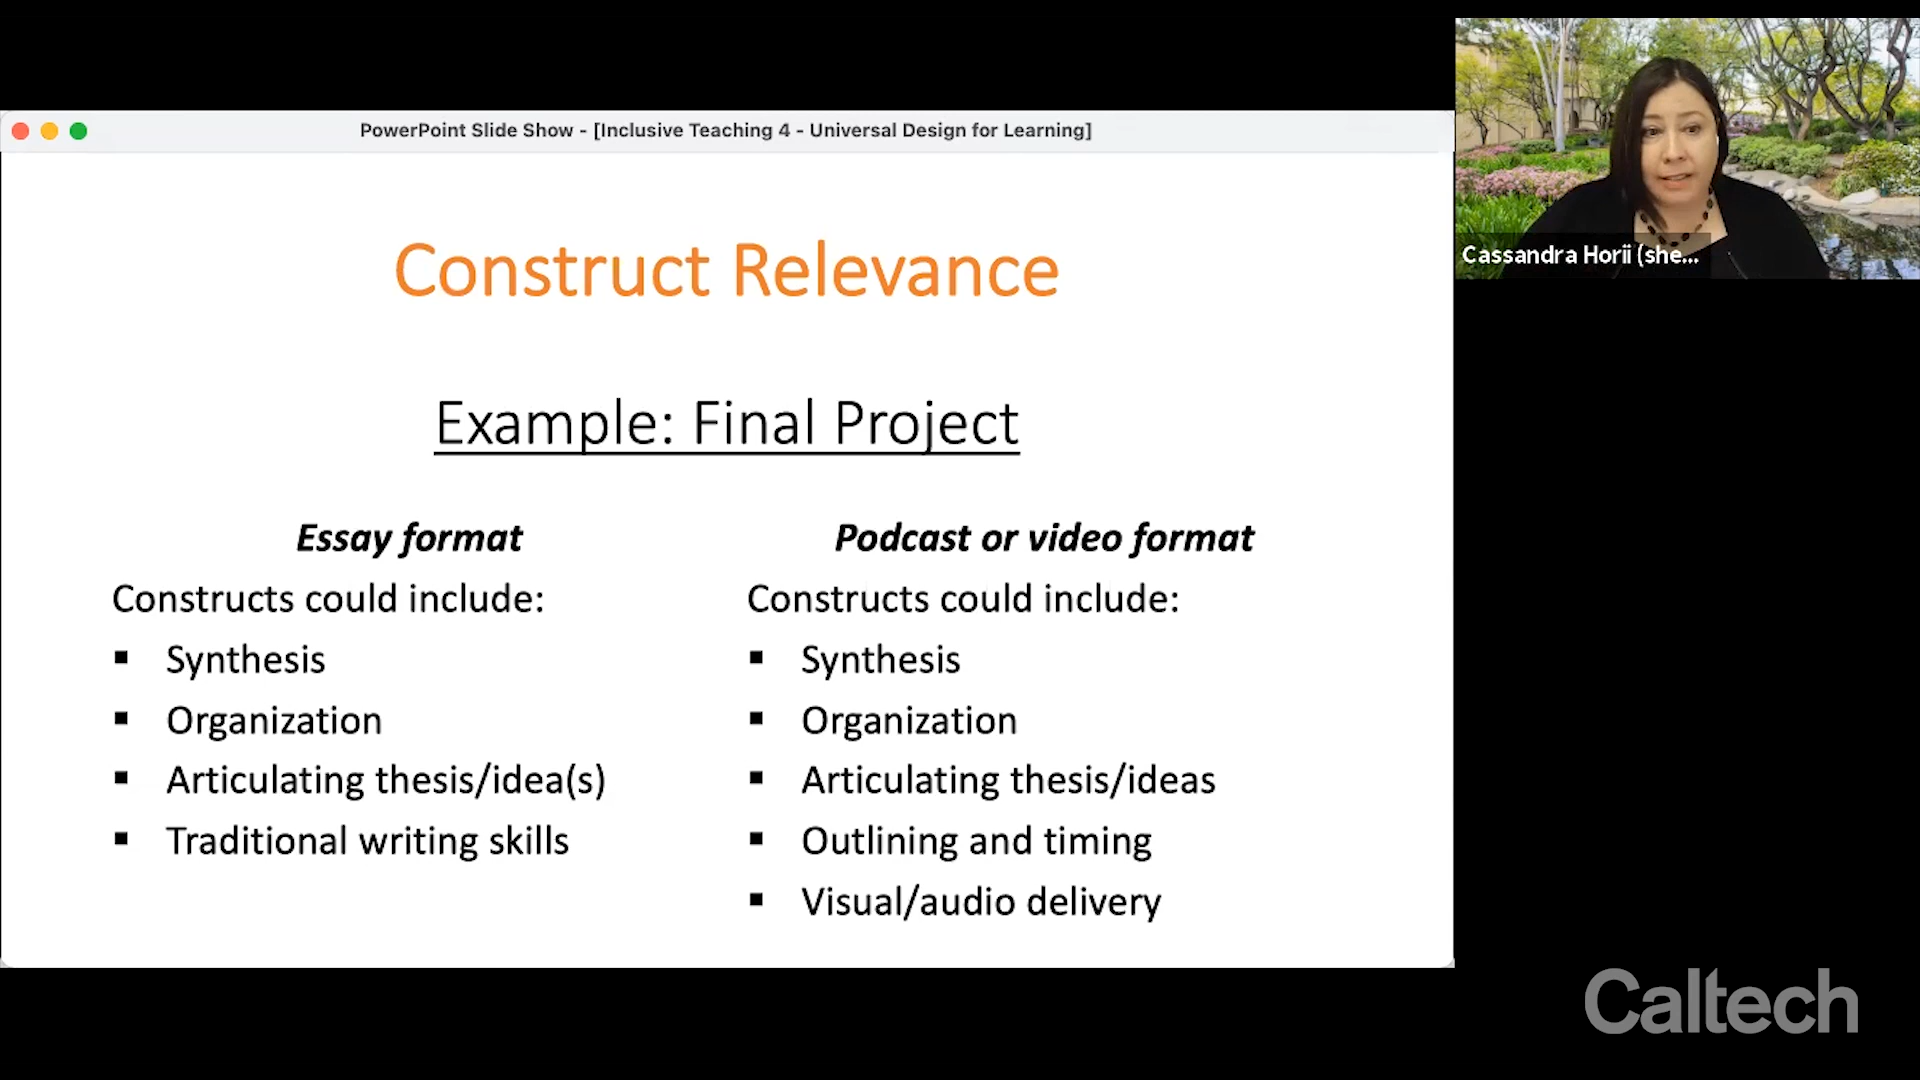 PowerPoint Slide Show - [Inclusive Teaching 4 - Universal Design for Learning]
Cassandra Horii (she...
Construct Relevance
Example: Final Project
Essay format
Constructs could include:
▪ Synthesis
▪ Organization
▪ Articulating thesis/idea(s)
▪ Traditional writing skills
Podcast or video format
Constructs could include:
▪ Synthesis
▪ Organization
▪ Articulating thesis/ideas
▪ Outlining and timing
▪ Visual/audio delivery
Caltech